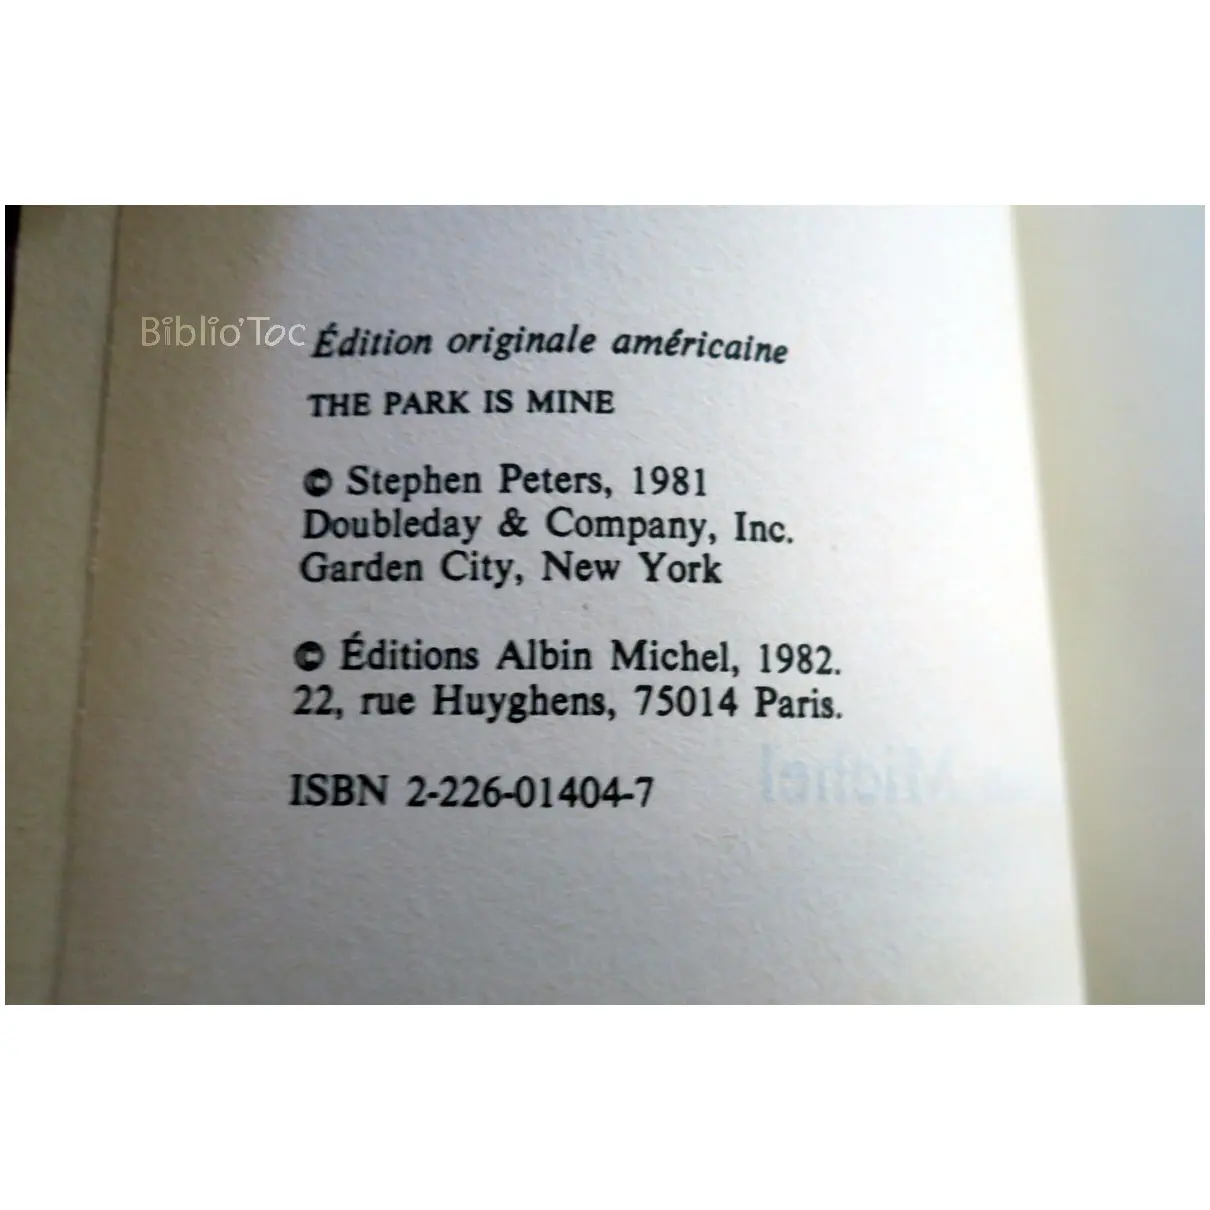 Biblio'Toc
Édition originale américaine
THE PARK IS MINE
© Stephen Peters, 1981
Doubleday & Company, Inc.
Garden City, New York
© Éditions Albin Michel, 1982.
22, rue Huyghens, 75014 Paris.
ISBN 2-226-01404-7
Michel